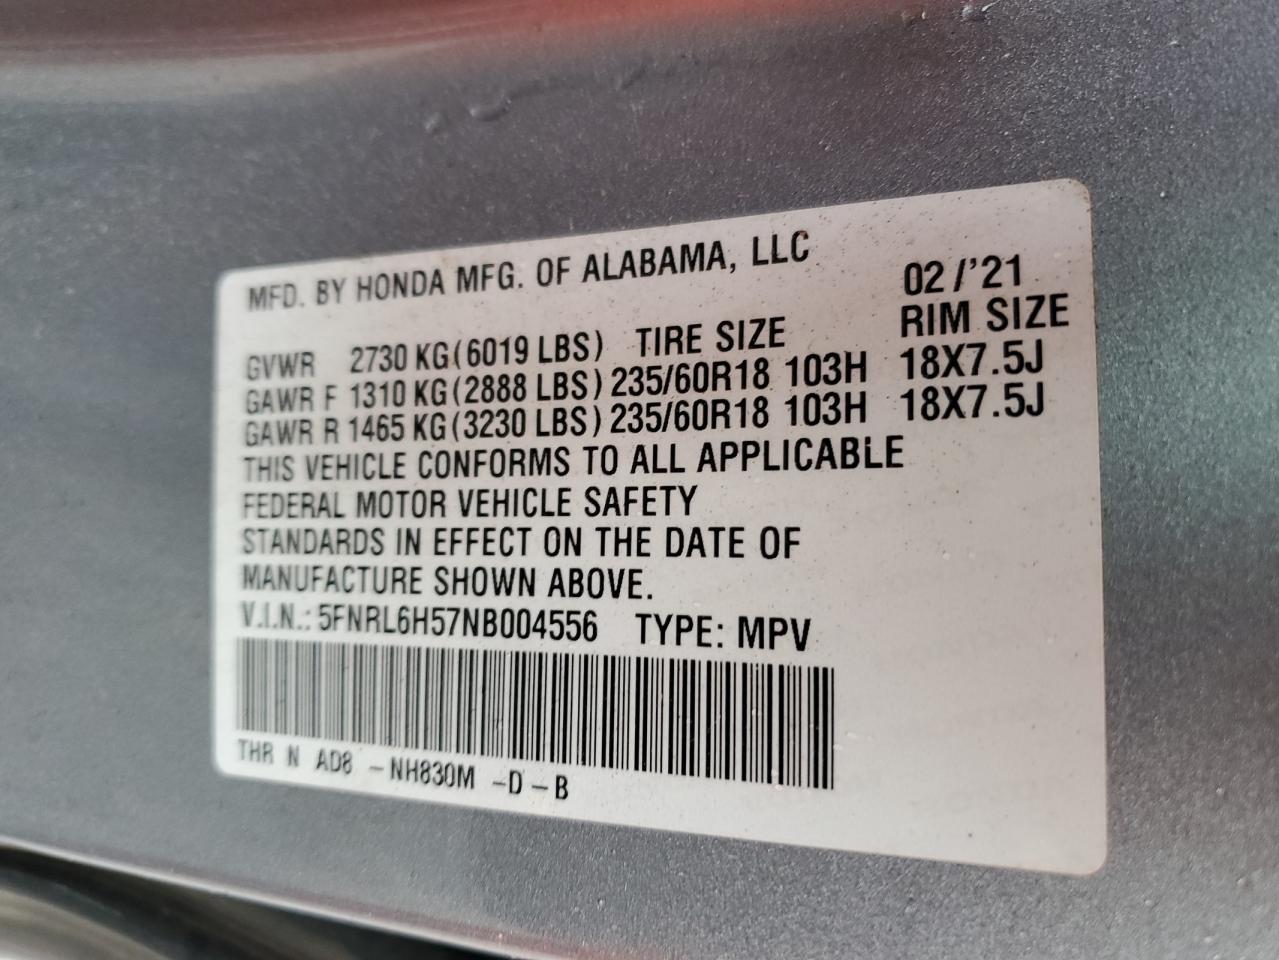 MFD. BY HONDA MFG. OF ALABAMA, LLC 02/'21
GVWR 2730 KG(6019 LBS) TIRE SIZE RIM SIZE
GAWR F 1310 KG(2888 LBS) 235/60R18 103H 18X7.5J
GAWR R 1465 KG(3230 LBS) 235/60R18 103H 18X7.5J
THIS VEHICLE CONFORMS TO ALL APPLICABLE
FEDERAL MOTOR VEHICLE SAFETY
STANDARDS IN EFFECT ON THE DATE OF
MANUFACTURE SHOWN ABOVE.
V.I.N.: 5FNRL6H57NB004556 TYPE: MPV
THR N AD8 -NH830M -D-B